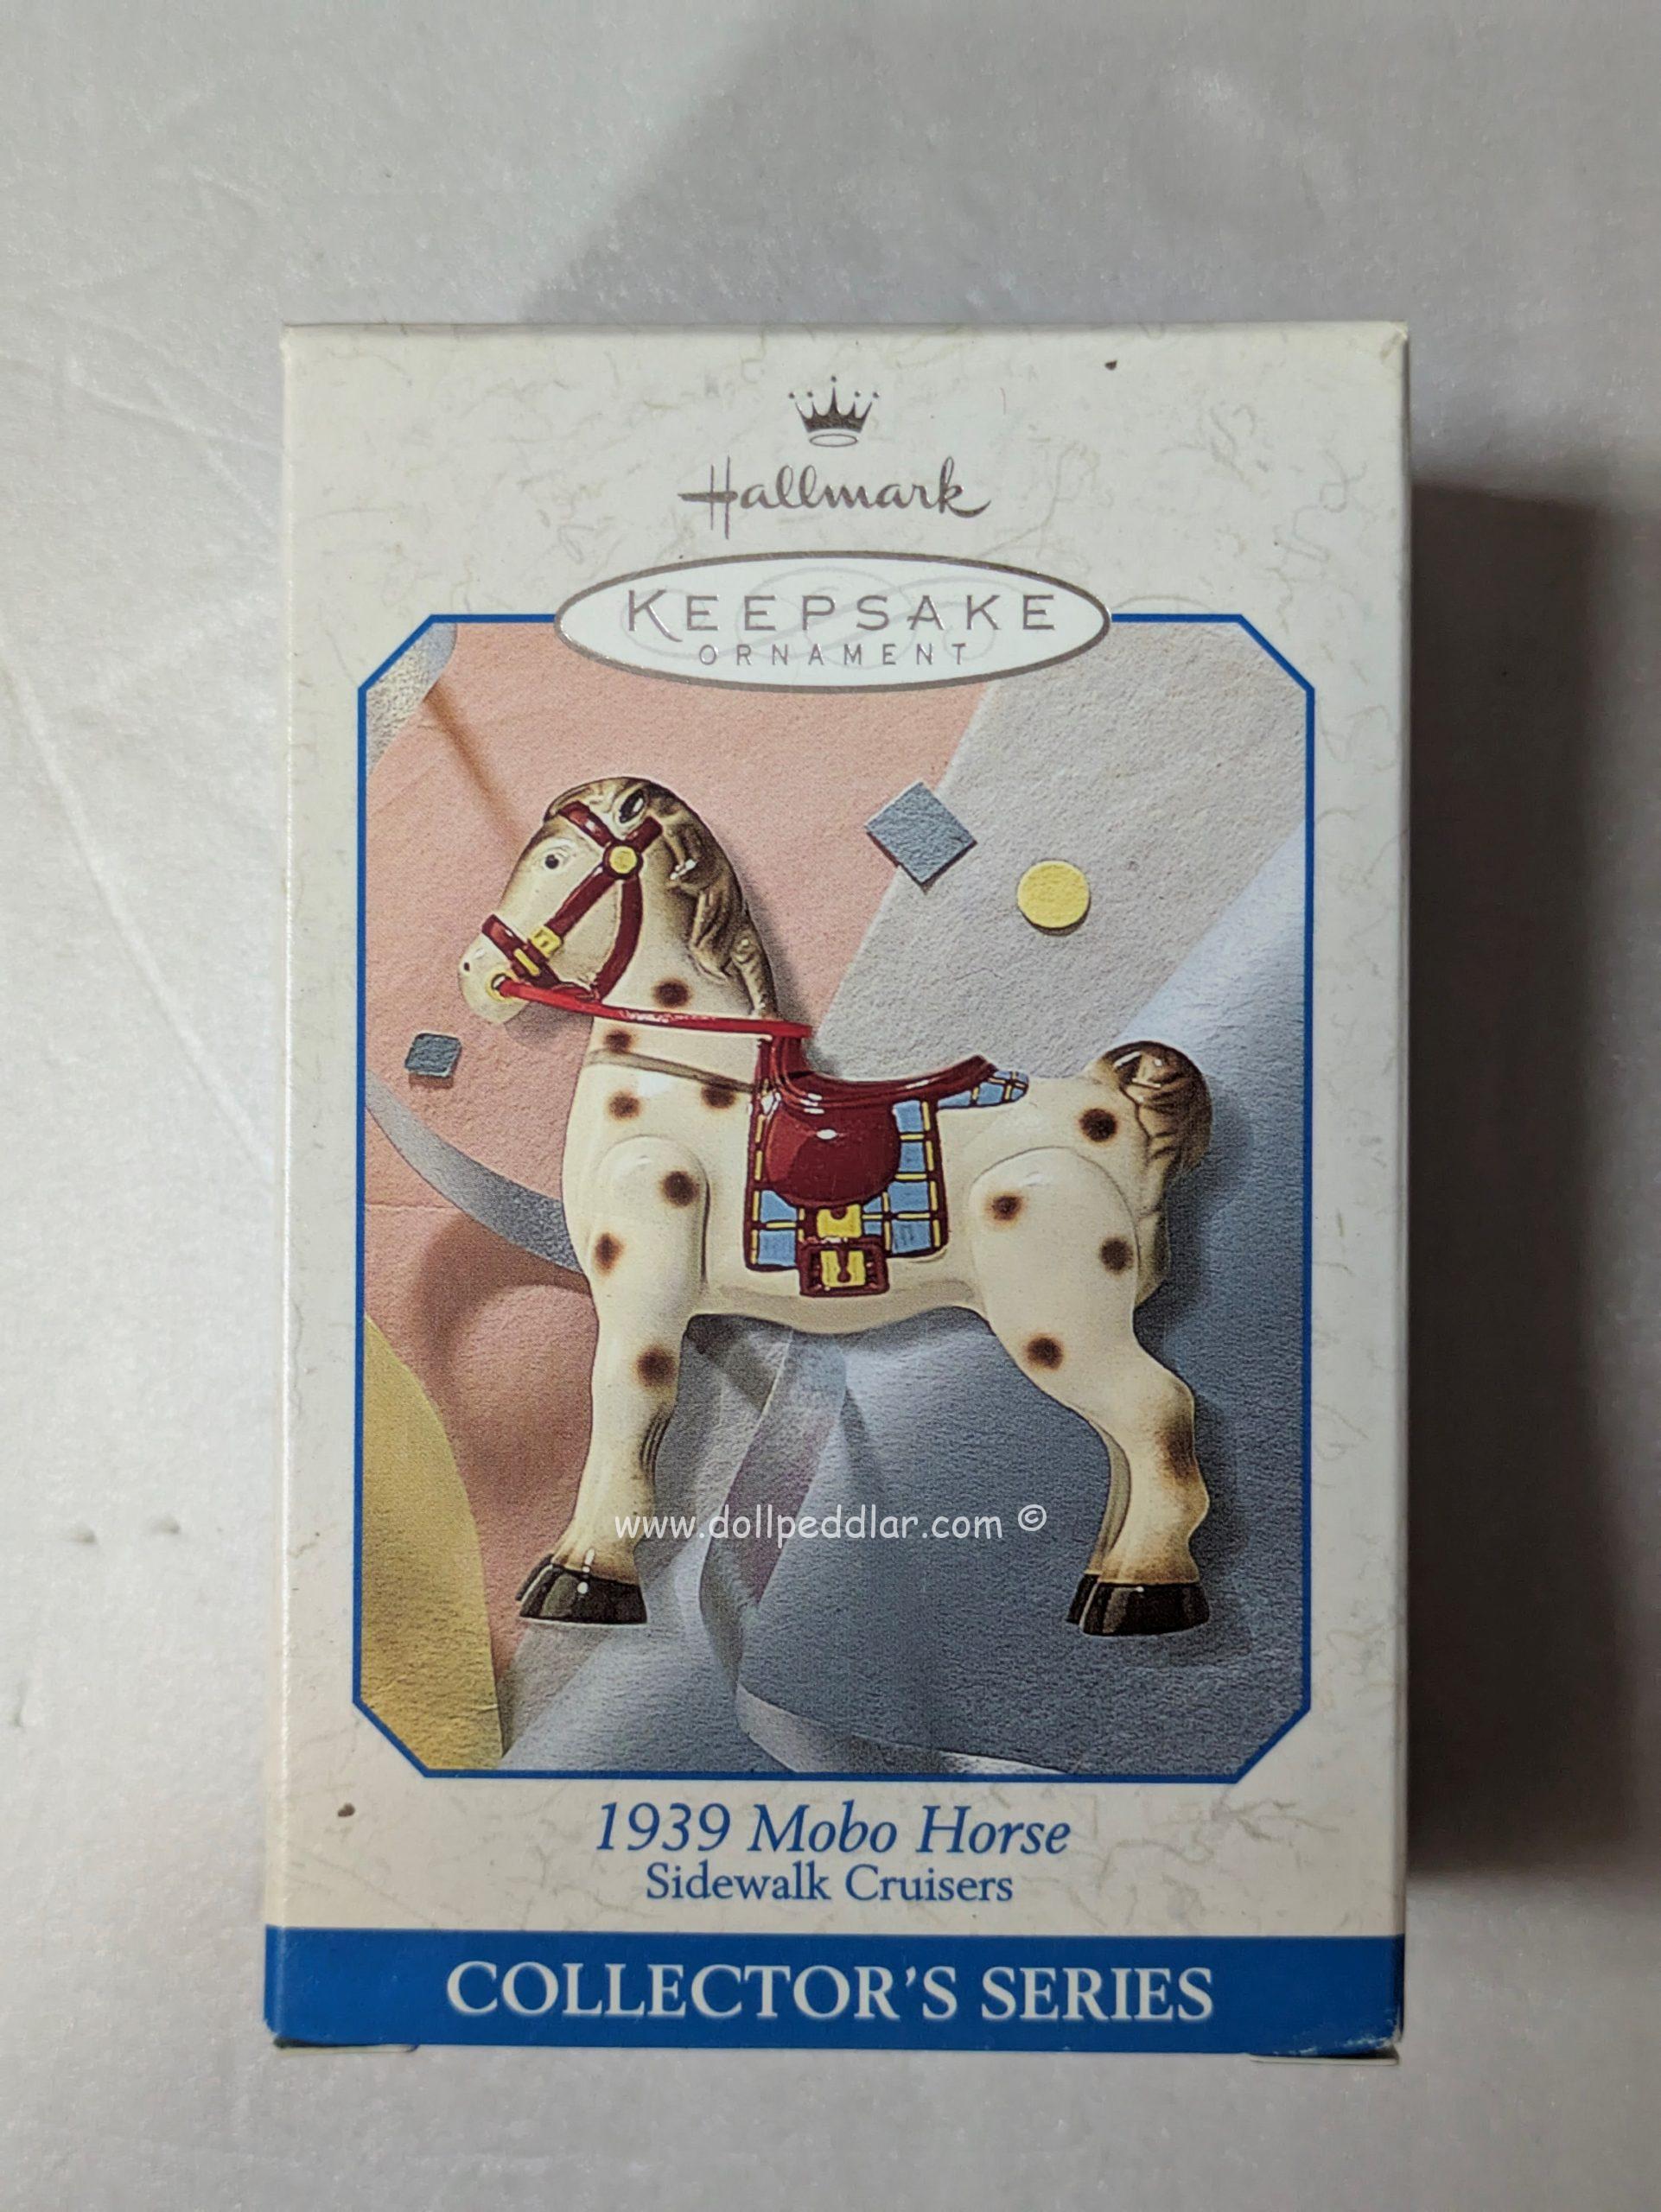 Hallmark
KEEPSAKE
ORNAMENT
www.dollpeddlar.com ©
1939 Mobo Horse
Sidewalk Cruisers
COLLECTOR'S SERIES